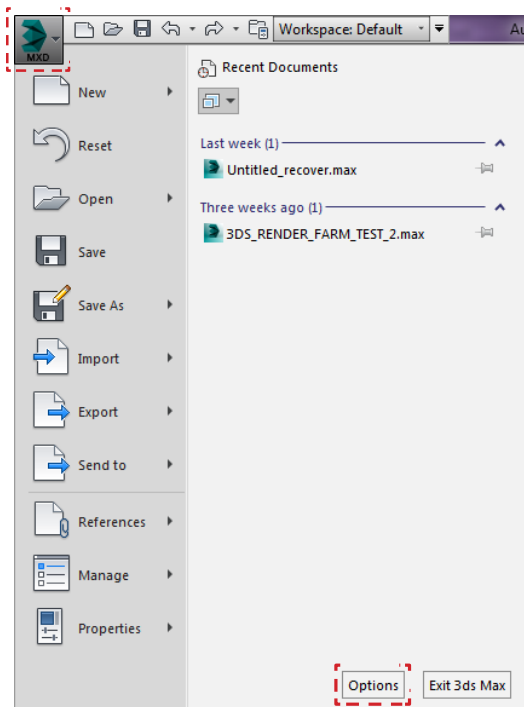 Workspace: Default
Au
MXD
New
Reset
Open
Save
Save As
Import
Export
Send to
References
Manage
Properties
Recent Documents
Last week (1)
Untitled_recover.max
Three weeks ago (1)
3DS_RENDER_FARM_TEST_2.max
Options
Exit 3ds Max